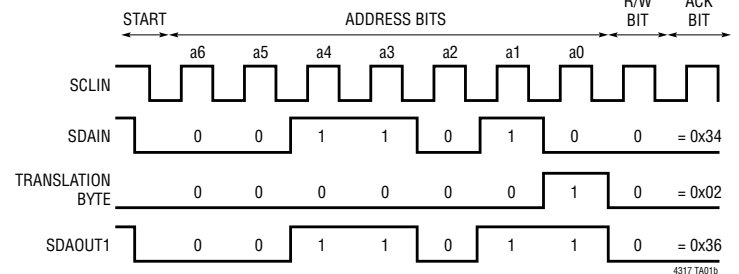 START ADDRESS BITS R/W BIT ACK BIT
a6 a5 a4 a3 a2 a1 a0
SCLIN
SDAIN 0 0 1 1 0 1 0 0 = 0x34
TRANSLATION BYTE 0 0 0 0 0 0 1 0 = 0x02
SDAOUT1 0 0 1 1 0 1 1 0 = 0x36
4317 TA01b